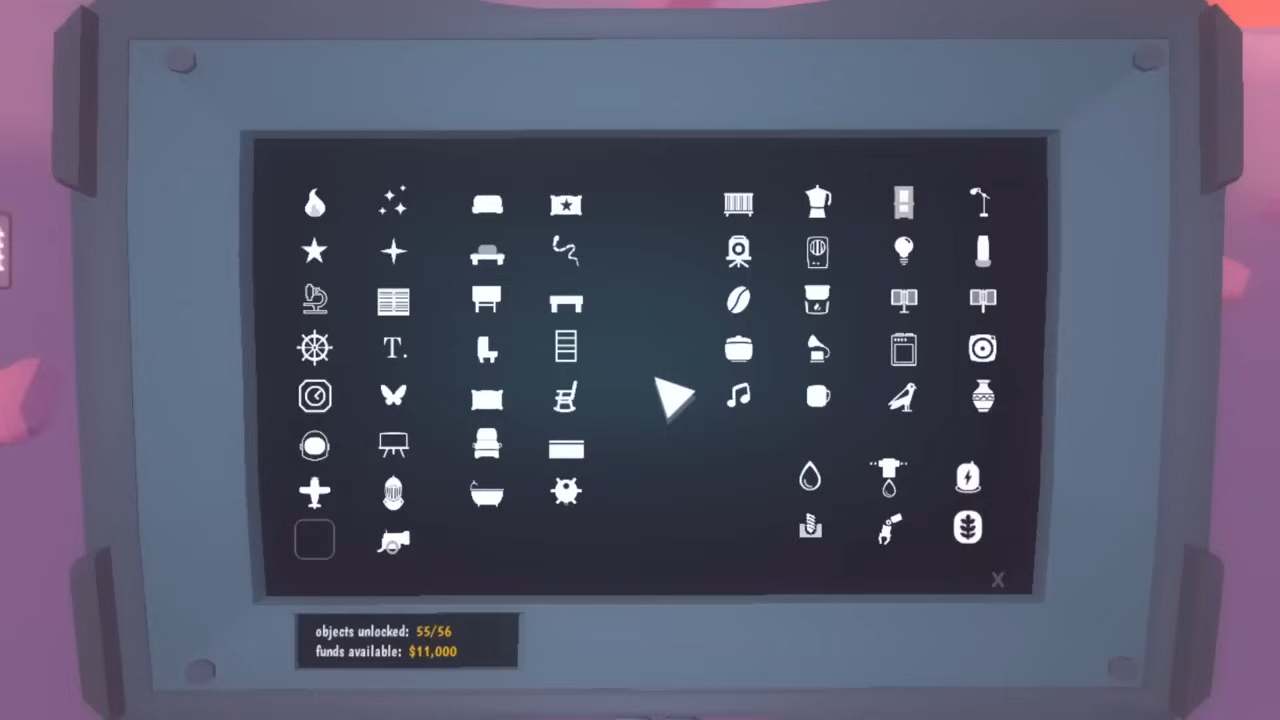 T.
X
objects unlocked: 55/56
funds available: $11,000